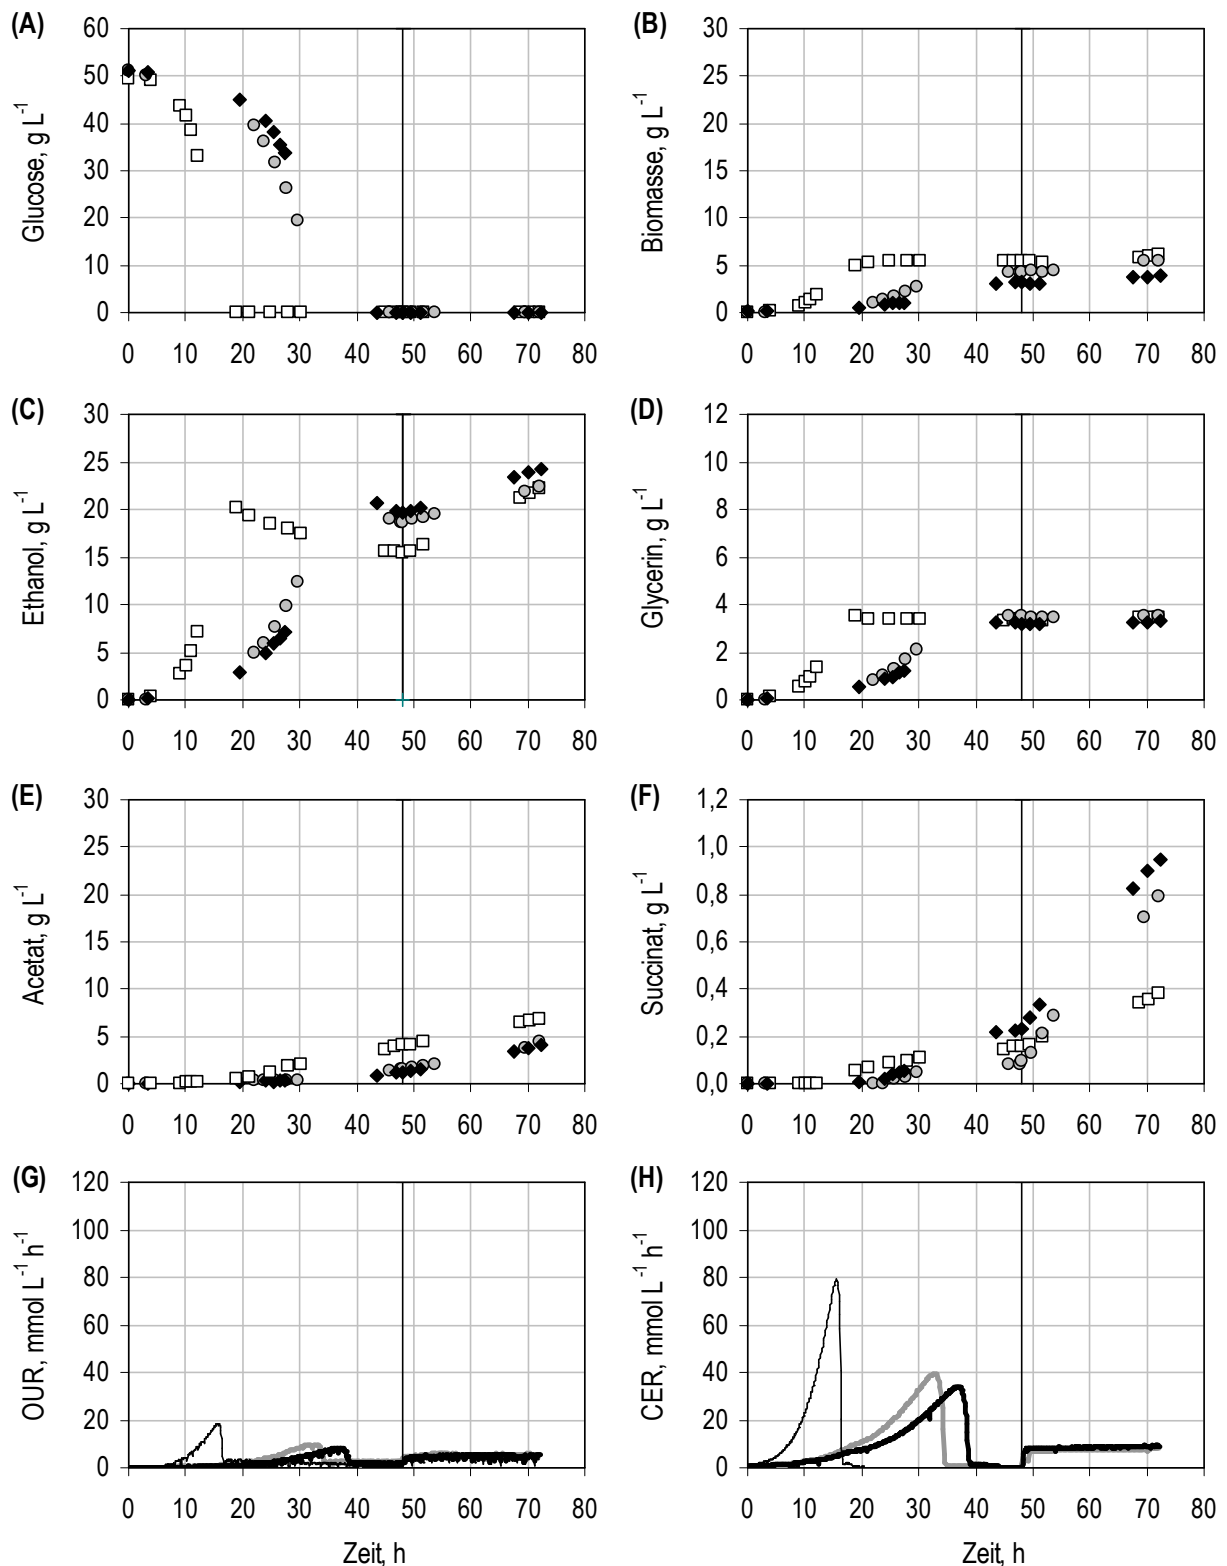 (A)
Glucose, g L⁻¹
60
50
40
30
20
10
0
0 10 20 30 40 50 60 70 80
(B)
Biomasse, g L⁻¹
30
25
20
15
10
5
0
0 10 20 30 40 50 60 70 80
(C)
Ethanol, g L⁻¹
30
25
20
15
10
5
0
0 10 20 30 40 50 60 70 80
(D)
Glycerin, g L⁻¹
12
10
8
6
4
2
0
0 10 20 30 40 50 60 70 80
(E)
Acetat, g L⁻¹
30
25
20
15
10
5
0
0 10 20 30 40 50 60 70 80
(F)
Succinat, g L⁻¹
1,2
1,0
0,8
0,6
0,4
0,2
0,0
0 10 20 30 40 50 60 70 80
(G)
OUR, mmol L⁻¹ h⁻¹
120
100
80
60
40
20
0
0 10 20 30 40 50 60 70 80
Zeit, h
(H)
CER, mmol L⁻¹ h⁻¹
120
100
80
60
40
20
0
0 10 20 30 40 50 60 70 80
Zeit, h